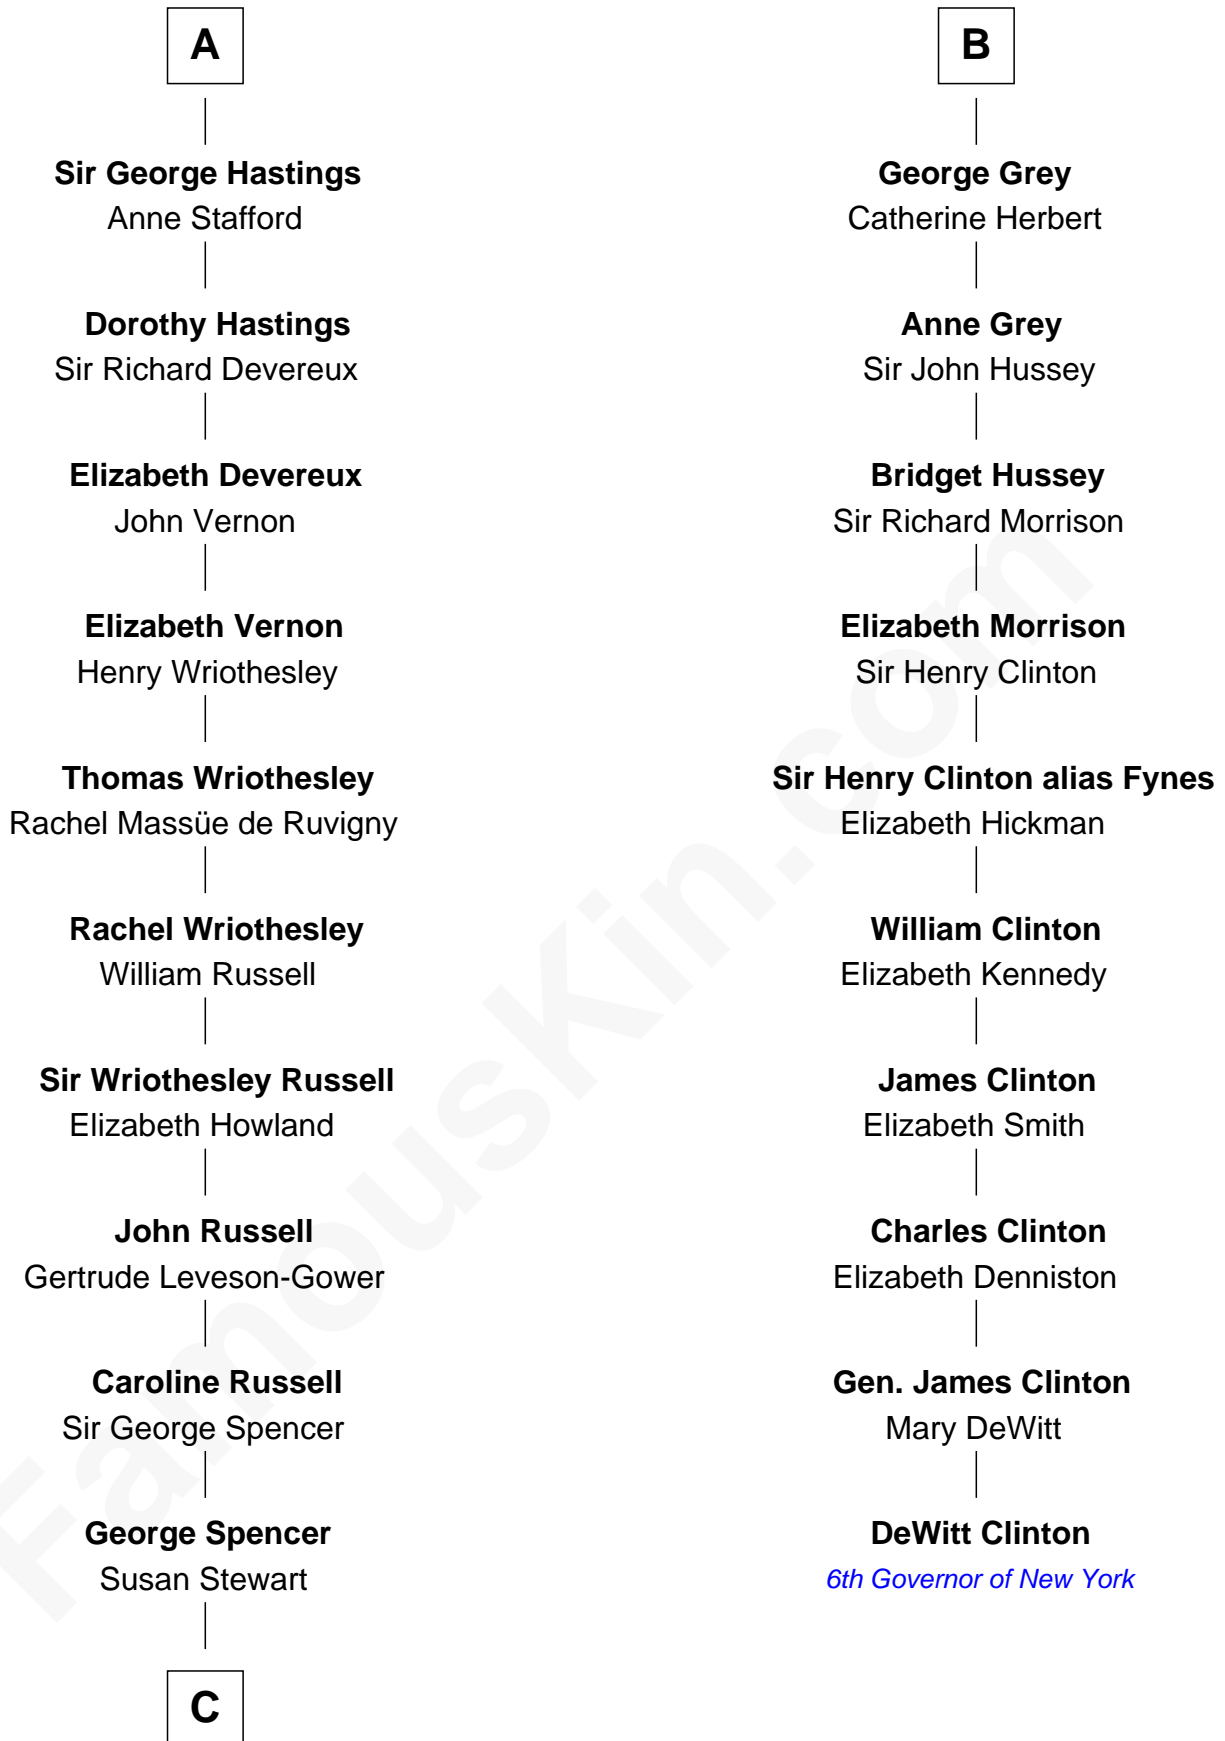 A
Sir George Hastings
Anne Stafford
Dorothy Hastings
Sir Richard Devereux
Elizabeth Devereux
John Vernon
Elizabeth Vernon
Henry Wriothesley
Thomas Wriothesley
Rachel Massüe de Ruvigny
Rachel Wriothesley
William Russell
Sir Wriothesley Russell
Elizabeth Howland
John Russell
Gertrude Leveson-Gower
Caroline Russell
Sir George Spencer
George Spencer
Susan Stewart
C
B
George Grey
Catherine Herbert
Anne Grey
Sir John Hussey
Bridget Hussey
Sir Richard Morrison
Elizabeth Morrison
Sir Henry Clinton
Sir Henry Clinton alias Fynes
Elizabeth Hickman
William Clinton
Elizabeth Kennedy
James Clinton
Elizabeth Smith
Charles Clinton
Elizabeth Denniston
Gen. James Clinton
Mary DeWitt
DeWitt Clinton
6th Governor of New York
FamousKin.com